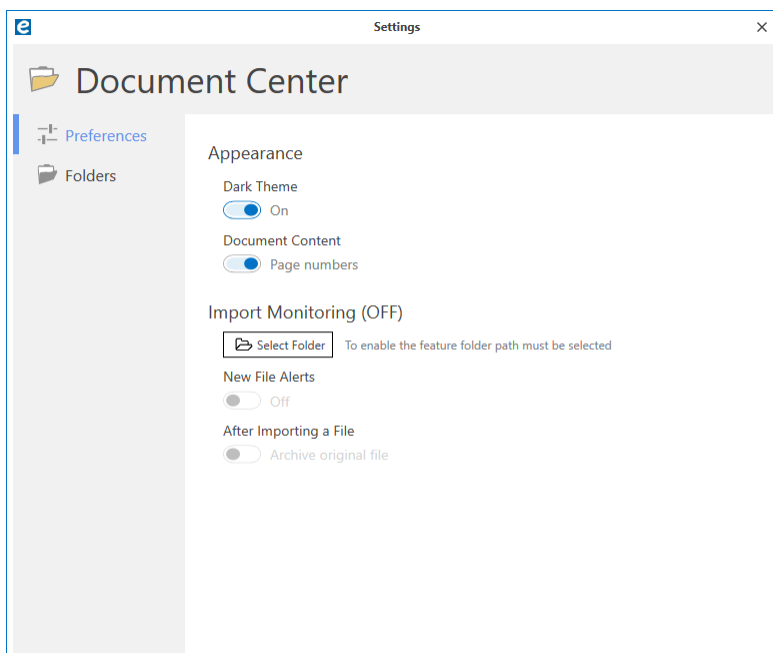 Settings
Document Center
Preferences
Folders
Appearance
Dark Theme
On
Document Content
Page numbers
Import Monitoring (OFF)
Select Folder To enable the feature folder path must be selected
New File Alerts
Off
After Importing a File
Archive original file